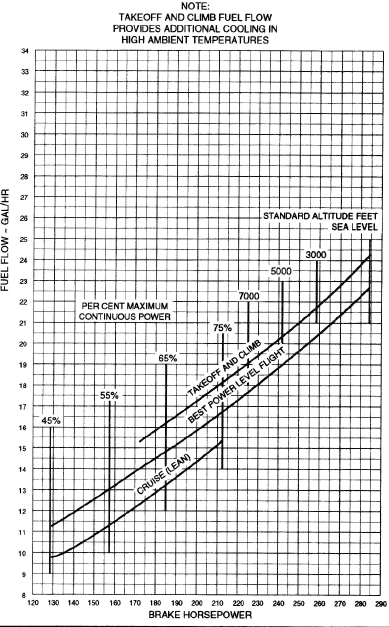 NOTE:
TAKEOFF AND CLIMB FUEL FLOW
PROVIDES ADDITIONAL COOLING IN
HIGH AMBIENT TEMPERATURES
34
33
32
31
30
29
28
27
26
25
24
23
22
21
20
19
18
17
16
15
14
13
12
11
10
9
8
FUEL FLOW ~ GAL/HR
STANDARD ALTITUDE FEET
SEA LEVEL
3000
5000
7000
PER CENT MAXIMUM
CONTINUOUS POWER
75%
65%
55%
45%
TAKEOFF AND CLIMB
BEST POWER LEVEL FLIGHT
CRUISE (LEAN)
120 130 140 150 160 170 180 190 200 210 220 230 240 250 260 270 280 290
BRAKE HORSEPOWER